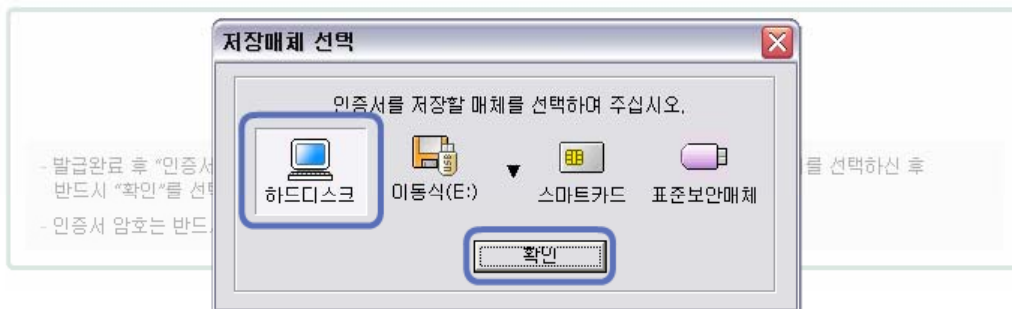 저장매체 선택
인증서를 저장할 매체를 선택하여 주십시오.
하드디스크
이동식(E:)
스마트카드
표준보안매체
확인
- 발급완료 후 “인증서
를 선택하신 후
반드시 “확인”를 선택
- 인증서 암호는 반드시